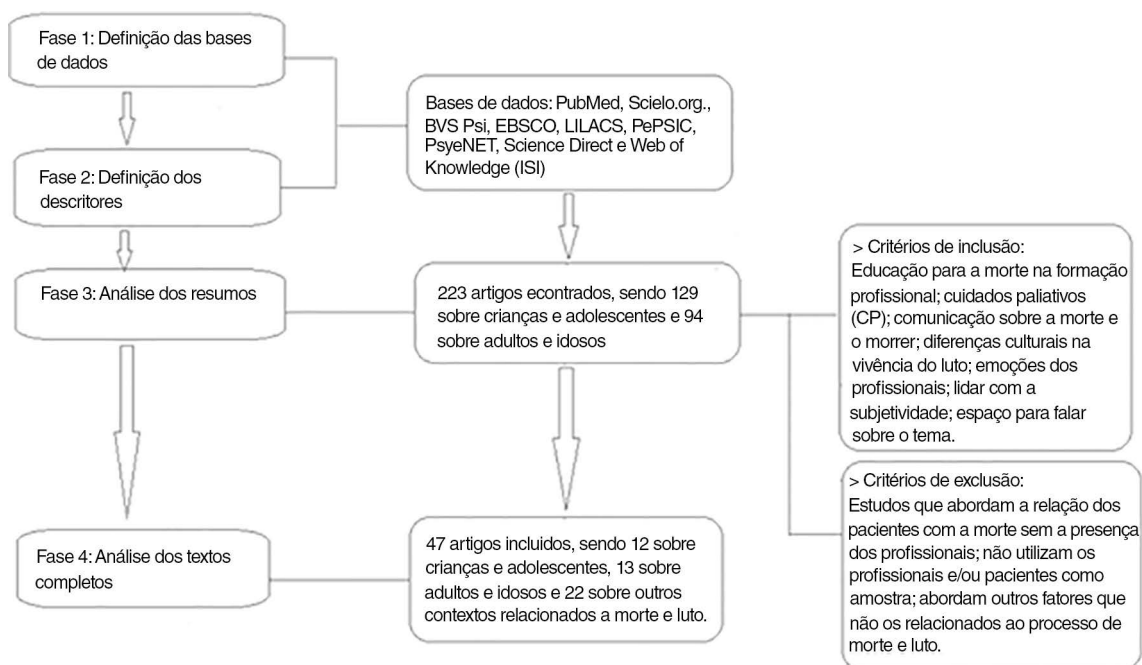 Fase 1: Definição das bases
de dados
Fase 2: Definição dos
descritores
Fase 3: Análise dos resumos
Fase 4: Análise dos textos
completos
Bases de dados: PubMed, Scielo.org.,
BVS Psi, EBSCO, LILACS, PePSIC,
PsyeNET, Science Direct e Web of
Knowledge (ISI)
223 artigos econtrados, sendo 129
sobre crianças e adolescentes e 94
sobre adultos e idosos
47 artigos incluidos, sendo 12 sobre
crianças e adolescentes, 13 sobre
adultos e idosos e 22 sobre outros
contextos relacionados a morte e luto.
> Critérios de inclusão:
Educação para a morte na formação
profissional; cuidados paliativos
(CP); comunicação sobre a morte e
o morrer; diferenças culturais na
vivência do luto; emoções dos
profissionais; lidar com a
subjetividade; espaço para falar
sobre o tema.
> Critérios de exclusão:
Estudos que abordam a relação dos
pacientes com a morte sem a presença
dos profissionais; não utilizam os
profissionais e/ou pacientes como
amostra; abordam outros fatores que
não os relacionados ao processo de
morte e luto.